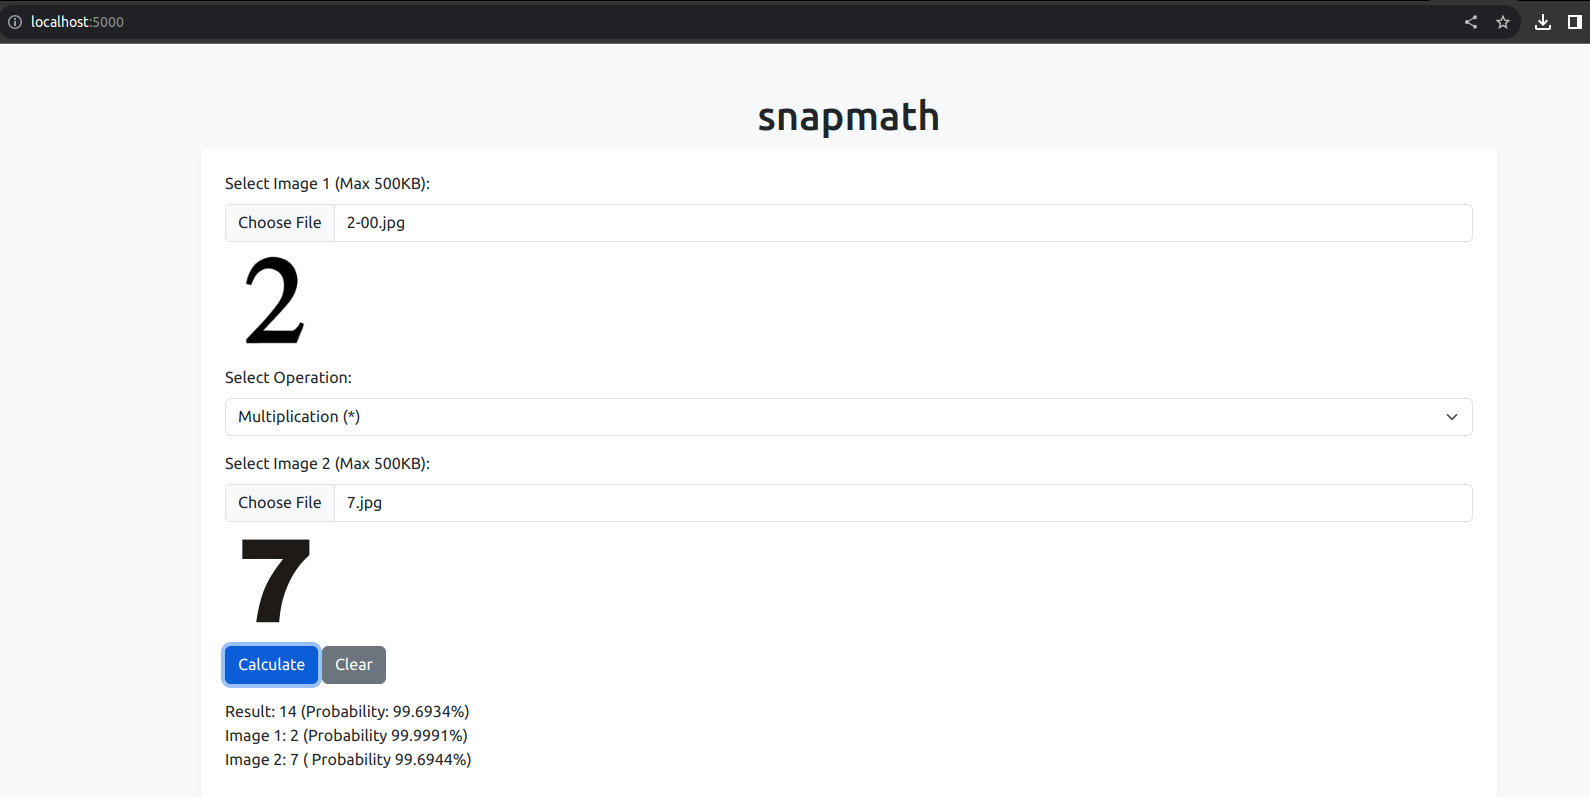 localhost:5000
snapmath
Select Image 1 (Max 500KB):
Choose File 2-00.jpg
2
Select Operation:
Multiplication (*)
Select Image 2 (Max 500KB):
Choose File 7.jpg
7
Calculate Clear
Result: 14 (Probability: 99.6934%)
Image 1: 2 (Probability 99.9991%)
Image 2: 7 ( Probability 99.6944%)